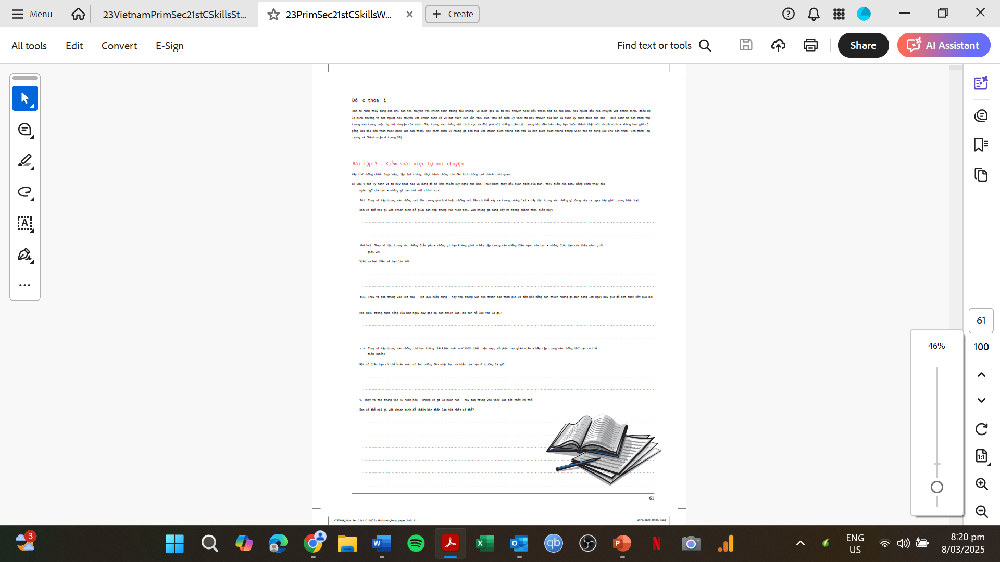 Menu
23VietnamPrimSec21stCSkillsSt...
23PrimSec21stCSkillsW...
Create
All tools
Edit
Convert
E-Sign
Find text or tools
Share
AI Assistant
Độc thoại
Bạn có nhận thấy rằng đôi khi bạn nói chuyện với chính mình trong đầu không? Đó được gọi là tự nói chuyện hoặc đối thoại nội bộ của bạn. Mọi người đều nói chuyện với chính mình, điều đó
là bình thường và mọi người nói chuyện với chính mình cả về mặt tích cực lẫn tiêu cực. Mẹo để quản lý việc tự nói chuyện của bạn là quản lý quan điểm của bạn – khía cạnh mà bạn chọn tập
trung vào trong cuộc tự nói chuyện của mình. Tập trung vào những mặt tích cực và đối phó với những tiêu cực trong khi đảm bảo rằng bạn luôn thành thật với chính mình – không bao giờ cố
gắng lừa dối bản thân hoặc đánh lừa bản thân. Học cách quản lý những gì bạn nói với chính mình trong tâm trí là một bước quan trọng trong việc tạo ra động lực cho bản thân (xem thêm Tập
trung và Chánh niệm ở trang 38).
Bài tập 3 – Kiểm soát việc tự nói chuyện
Hãy thử những chiến lược này, lặp lại chúng, thực hành chúng cho đến khi chúng trở thành thói quen:
a) Lưu ý bất kỳ hành vi tự hủy hoại nào và đừng để nó xâm chiếm suy nghĩ của bạn. Thực hành thay đổi quan điểm của bạn, tiêu điểm của bạn, bằng cách thay đổi
ngôn ngữ của bạn – những gì bạn nói với chính mình:
Tôi. Thay vì tập trung vào những sai lầm trong quá khứ hoặc những sai lầm có thể xảy ra trong tương lai – hãy tập trung vào những gì đang xảy ra ngay bây giờ, trong hiện tại:
Bạn có thể nói gì với chính mình để giúp bạn tập trung vào hiện tại, vào những gì đang xảy ra trong chính thời điểm này?
thứ hai. Thay vì tập trung vào những điểm yếu – những gì bạn không giỏi – hãy tập trung vào những điểm mạnh của bạn – những điều bạn cảm thấy mình giỏi
giỏi về:
Viết ra hai điều mà bạn làm tốt.
iii. Thay vì tập trung vào kết quả – kết quả cuối cùng – hãy tập trung vào quá trình bạn tham gia và đảm bảo rằng bạn thích những gì bạn đang làm ngay bây giờ để đạt được kết quả đó:
Hai điều trong cuộc sống của bạn ngay bây giờ mà bạn thích làm, mà bạn nỗ lực vào là gì?
v.v. Thay vì tập trung vào những thứ bạn không thể kiểm soát như thời tiết, vận may, số phận hay giáo viên – hãy tập trung vào những thứ bạn có thể
điều khiển:
Một số điều bạn có thể kiểm soát có ảnh hưởng đến việc học và hiểu của bạn ở trường là gì?
v. Thay vì tập trung vào sự hoàn hảo – không có gì là hoàn hảo – hãy tập trung vào việc làm tốt nhất có thể:
Bạn có thể nói gì với chính mình để khiến bản thân làm tốt nhất có thể?
61
VIETNAM_Prim Sec 21st C Skills Workbook_body pages.indd 61
29/5/2023 10:16 sáng
61
100
46%
3
ENG
US
8:20 pm
8/03/2025